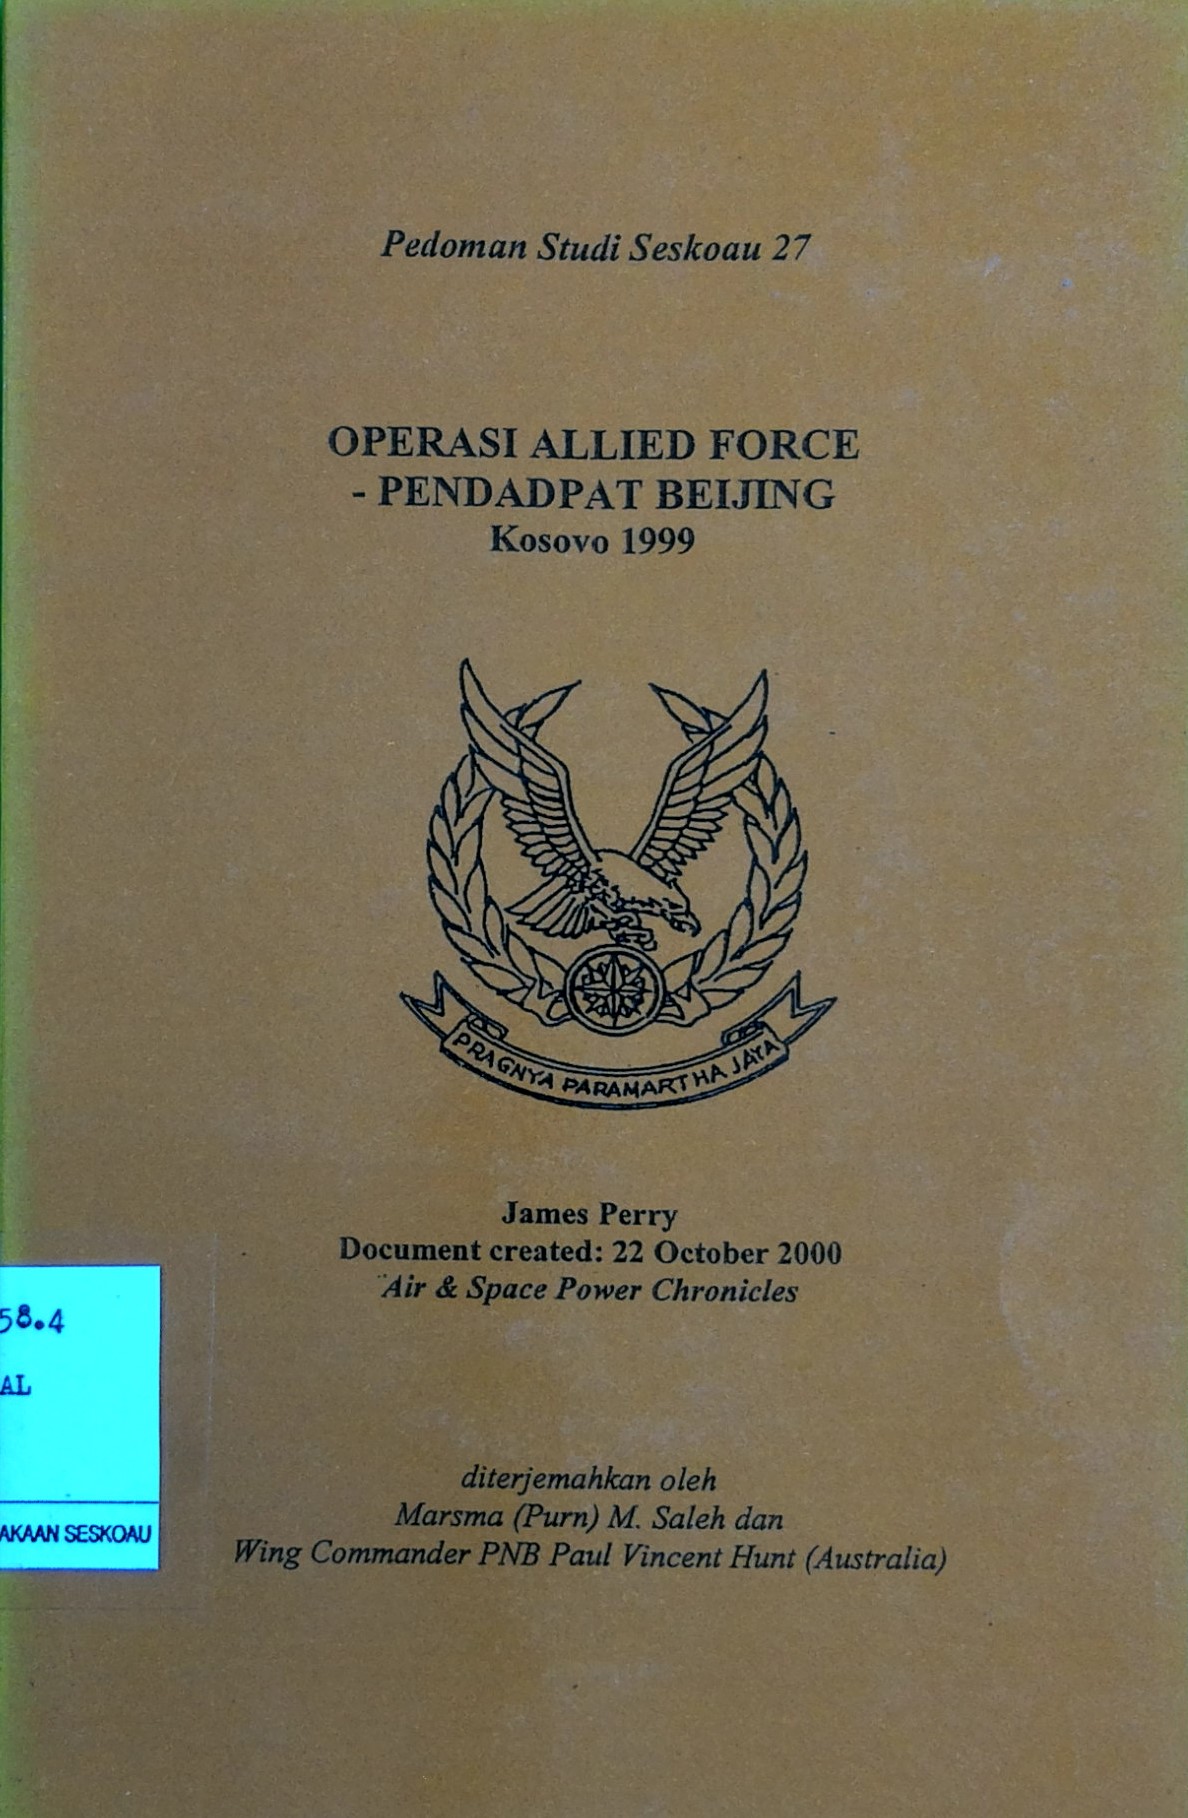 Pedoman Studi Seskoau 27
OPERASI ALLIED FORCE
- PENDADPAT BEIJING
Kosovo 1999
PRAGNYA PARAMARTHA JAYA
James Perry
Document created: 22 October 2000
Air & Space Power Chronicles
58.4
AL
AKAAN SESKOAU
diterjemahkan oleh
Marsma (Purn) M. Saleh dan
Wing Commander PNB Paul Vincent Hunt (Australia)